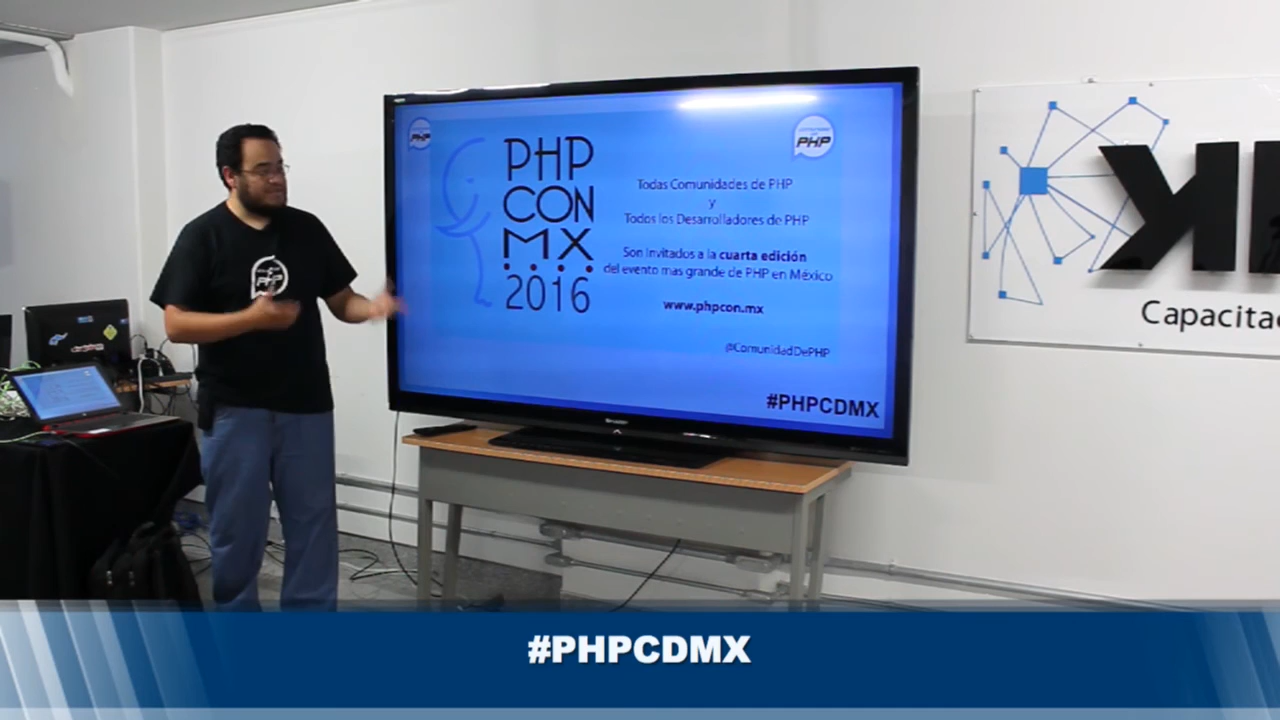 PHP
CON
MX
2016
PHP
PHP
Todas Comunidades de PHP
y
Todos los Desarrolladores de PHP
Son Invitados a la cuarta edición
del evento mas grande de PHP en México
www.phpcon.mx
@ComunidadDePHP
#PHPCDMX
PHP
SHARP
Capacita
#PHPCDMX